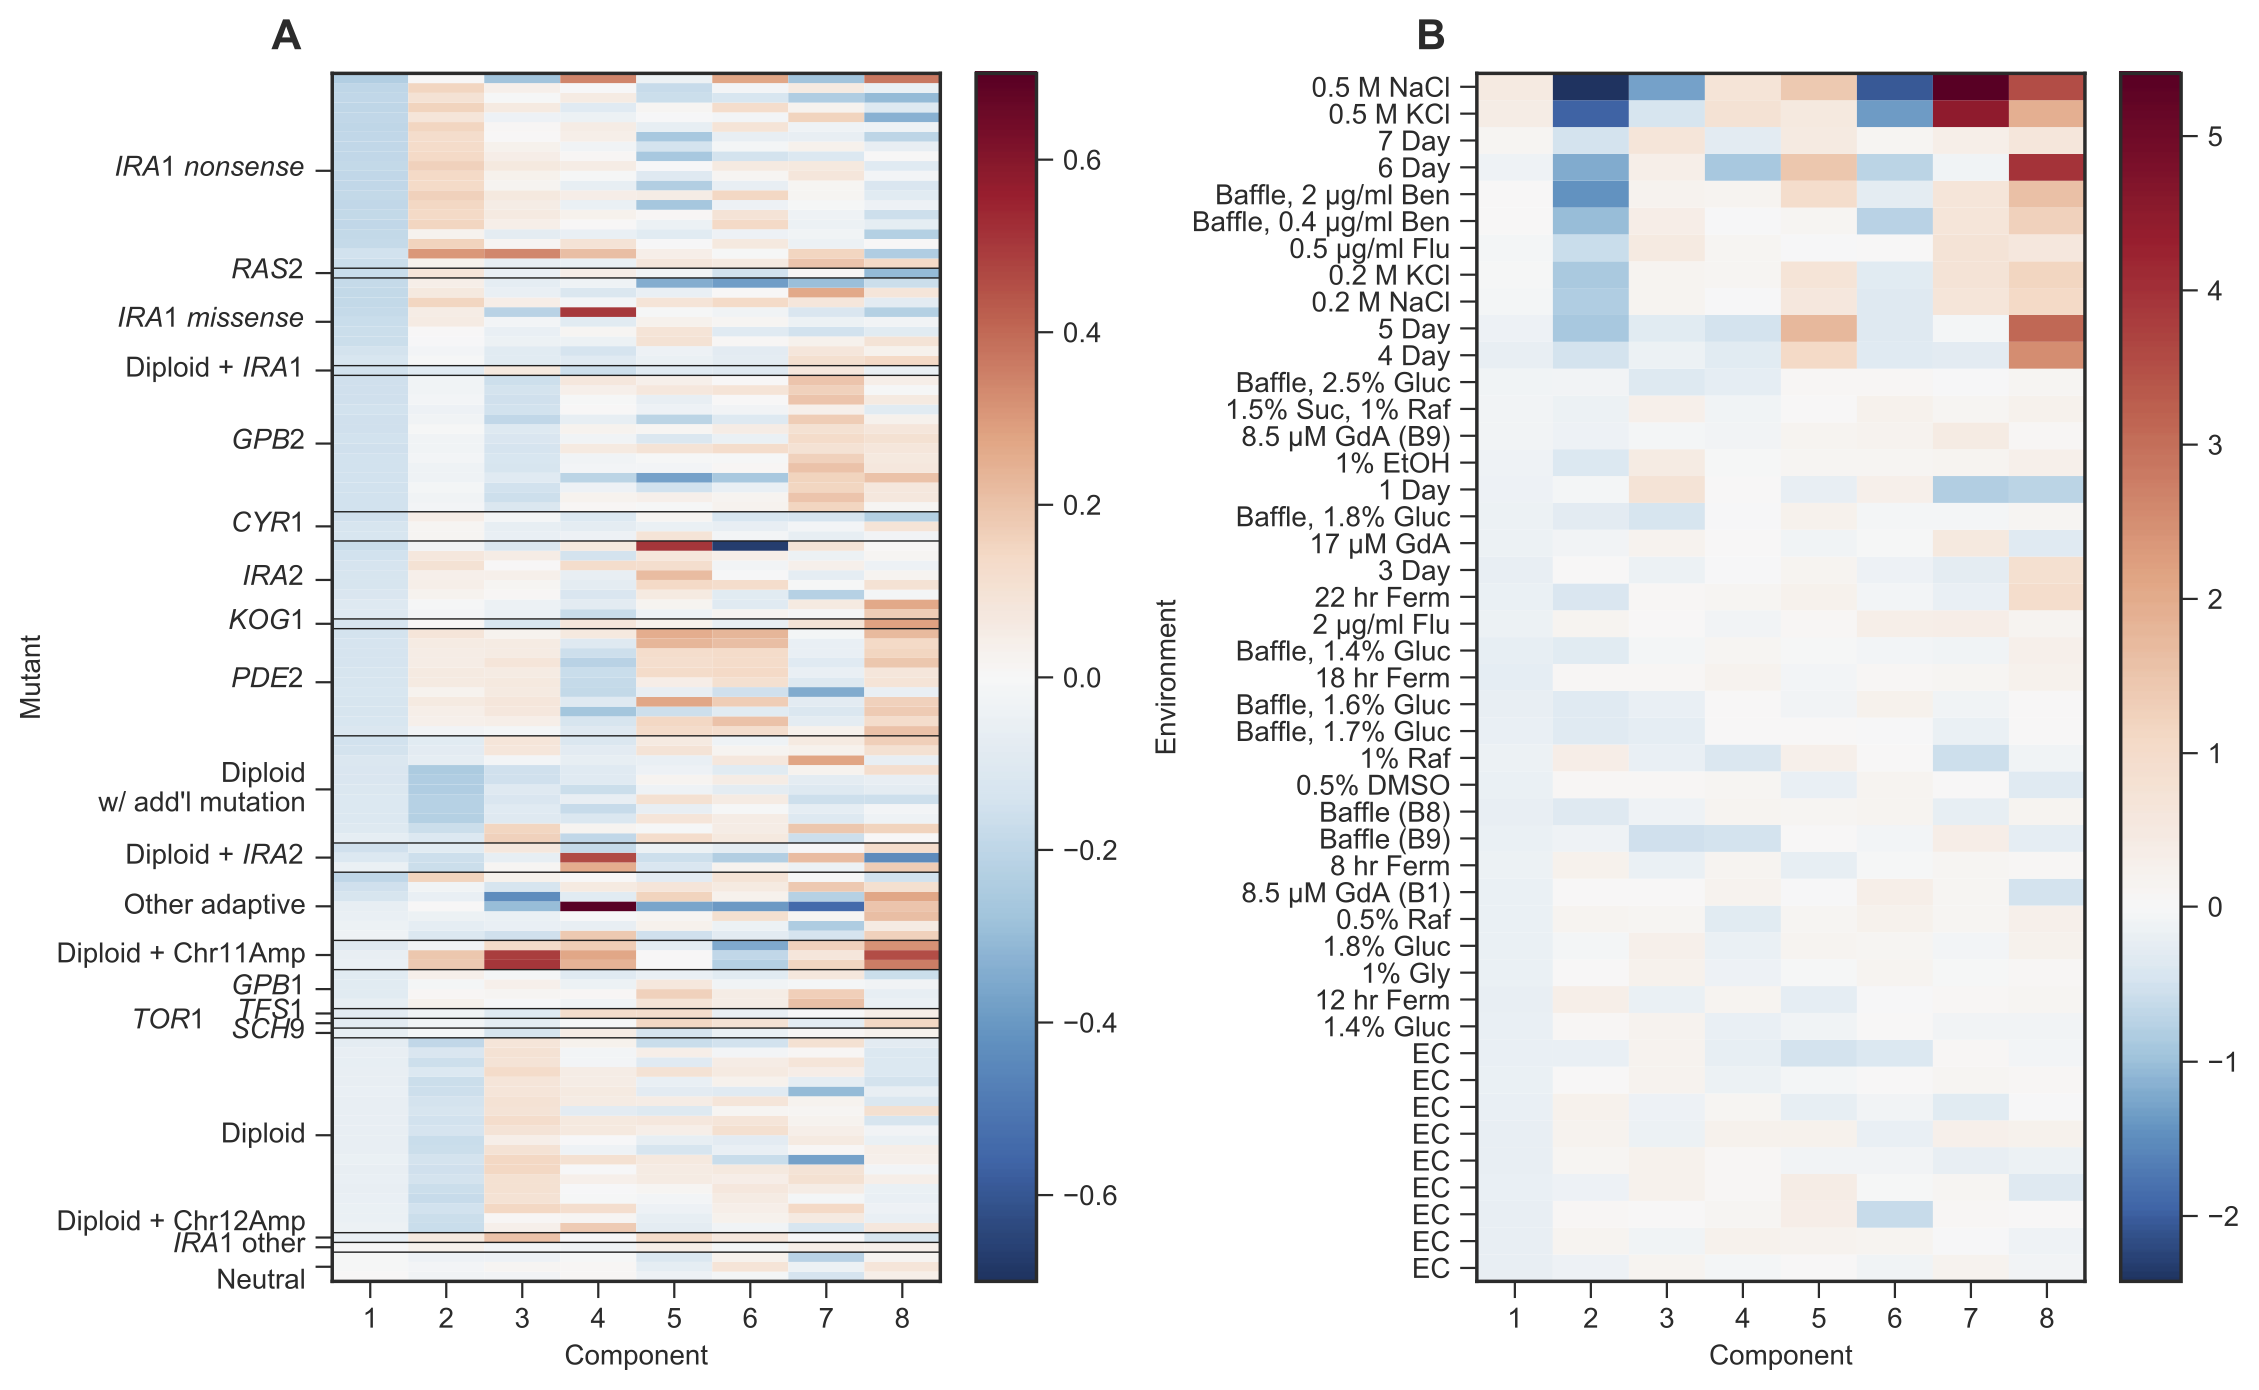 A
IRA1 nonsense
RAS2
IRA1 missense
Diploid + IRA1
GPB2
CYR1
IRA2
KOG1
PDE2
Diploid
w/ add'l mutation
Diploid + IRA2
Other adaptive
Diploid + Chr11Amp
GPB1
TFS1
TOR1
SCH9
Diploid
Diploid + Chr12Amp
IRA1 other
Neutral
Mutant
1 2 3 4 5 6 7 8
Component
0.6
0.4
0.2
0.0
−0.2
−0.4
−0.6
B
0.5 M NaCl
0.5 M KCl
7 Day
6 Day
Baffle, 2 µg/ml Ben
Baffle, 0.4 µg/ml Ben
0.5 µg/ml Flu
0.2 M KCl
0.2 M NaCl
5 Day
4 Day
Baffle, 2.5% Gluc
1.5% Suc, 1% Raf
8.5 µM GdA (B9)
1% EtOH
1 Day
Baffle, 1.8% Gluc
17 µM GdA
3 Day
22 hr Ferm
2 µg/ml Flu
Baffle, 1.4% Gluc
18 hr Ferm
Baffle, 1.6% Gluc
Baffle, 1.7% Gluc
1% Raf
0.5% DMSO
Baffle (B8)
Baffle (B9)
8 hr Ferm
8.5 µM GdA (B1)
0.5% Raf
1.8% Gluc
1% Gly
12 hr Ferm
1.4% Gluc
EC
EC
EC
EC
EC
EC
EC
EC
EC
Environment
1 2 3 4 5 6 7 8
Component
5
4
3
2
1
0
−1
−2